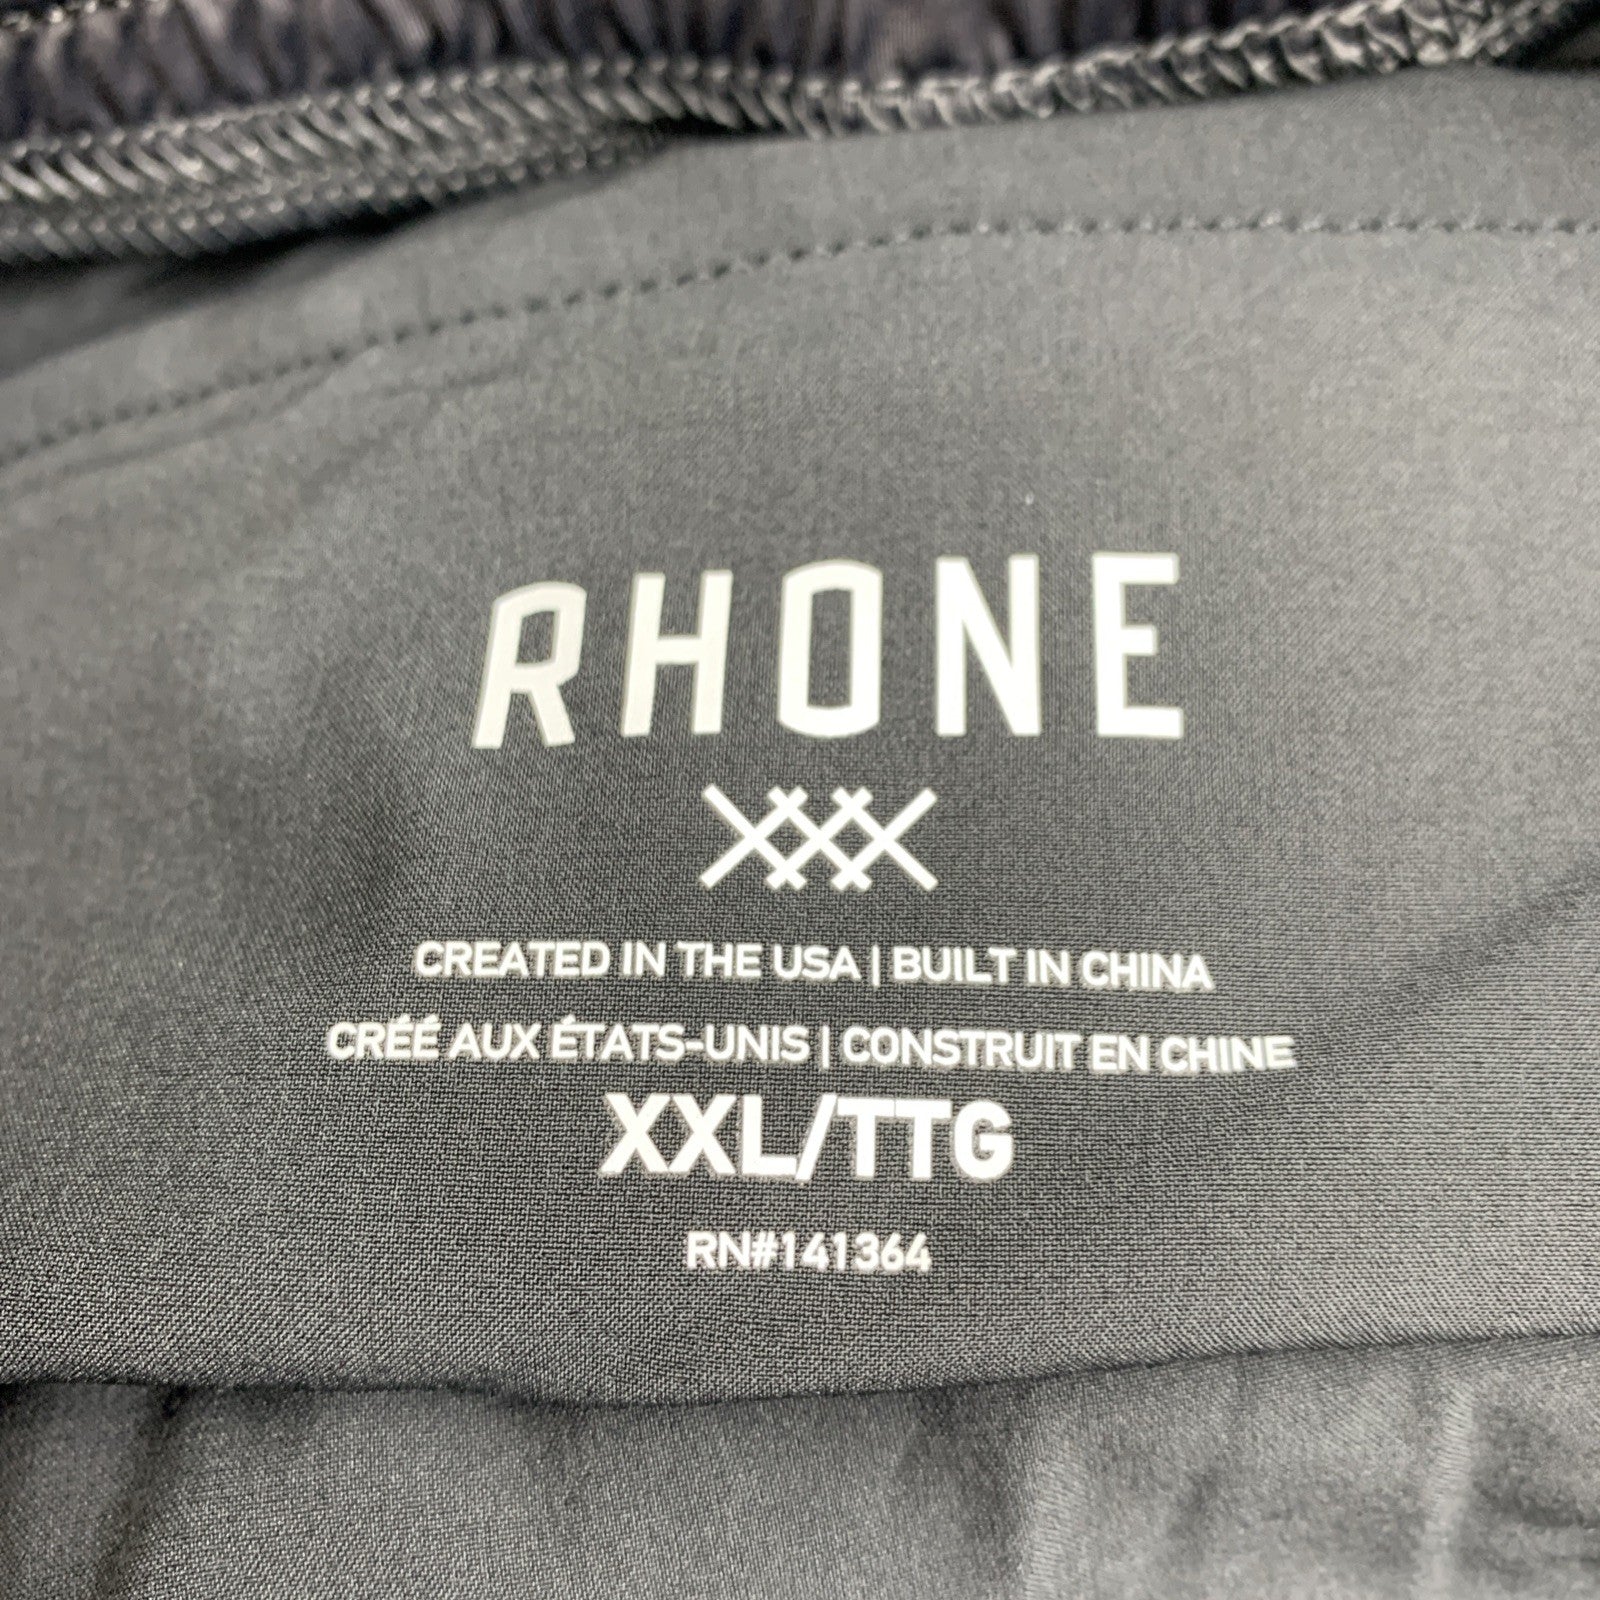 RHONE
CREATED IN THE USA | BUILT IN CHINA
CRÉÉ AUX ÉTATS-UNIS | CONSTRUIT EN CHINE
XXL/TTG
RN#141364